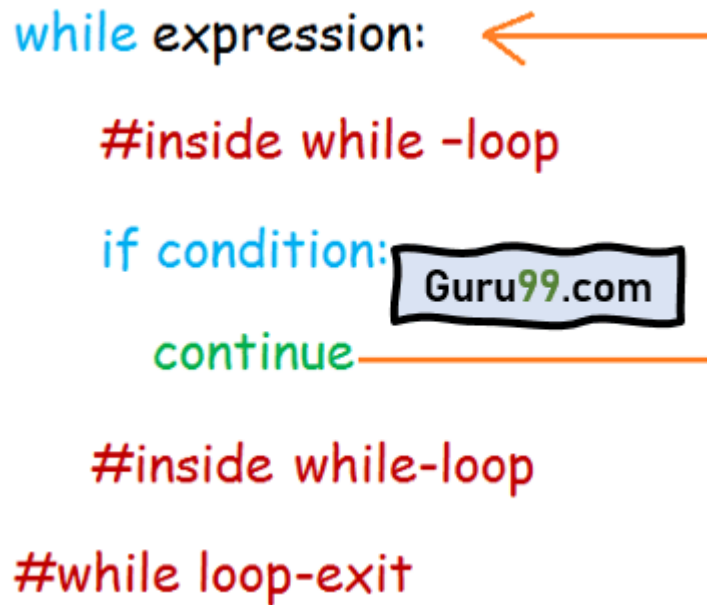 while expression:
#inside while -loop
if condition:
Guru99.com
continue
#inside while-loop
#while loop-exit